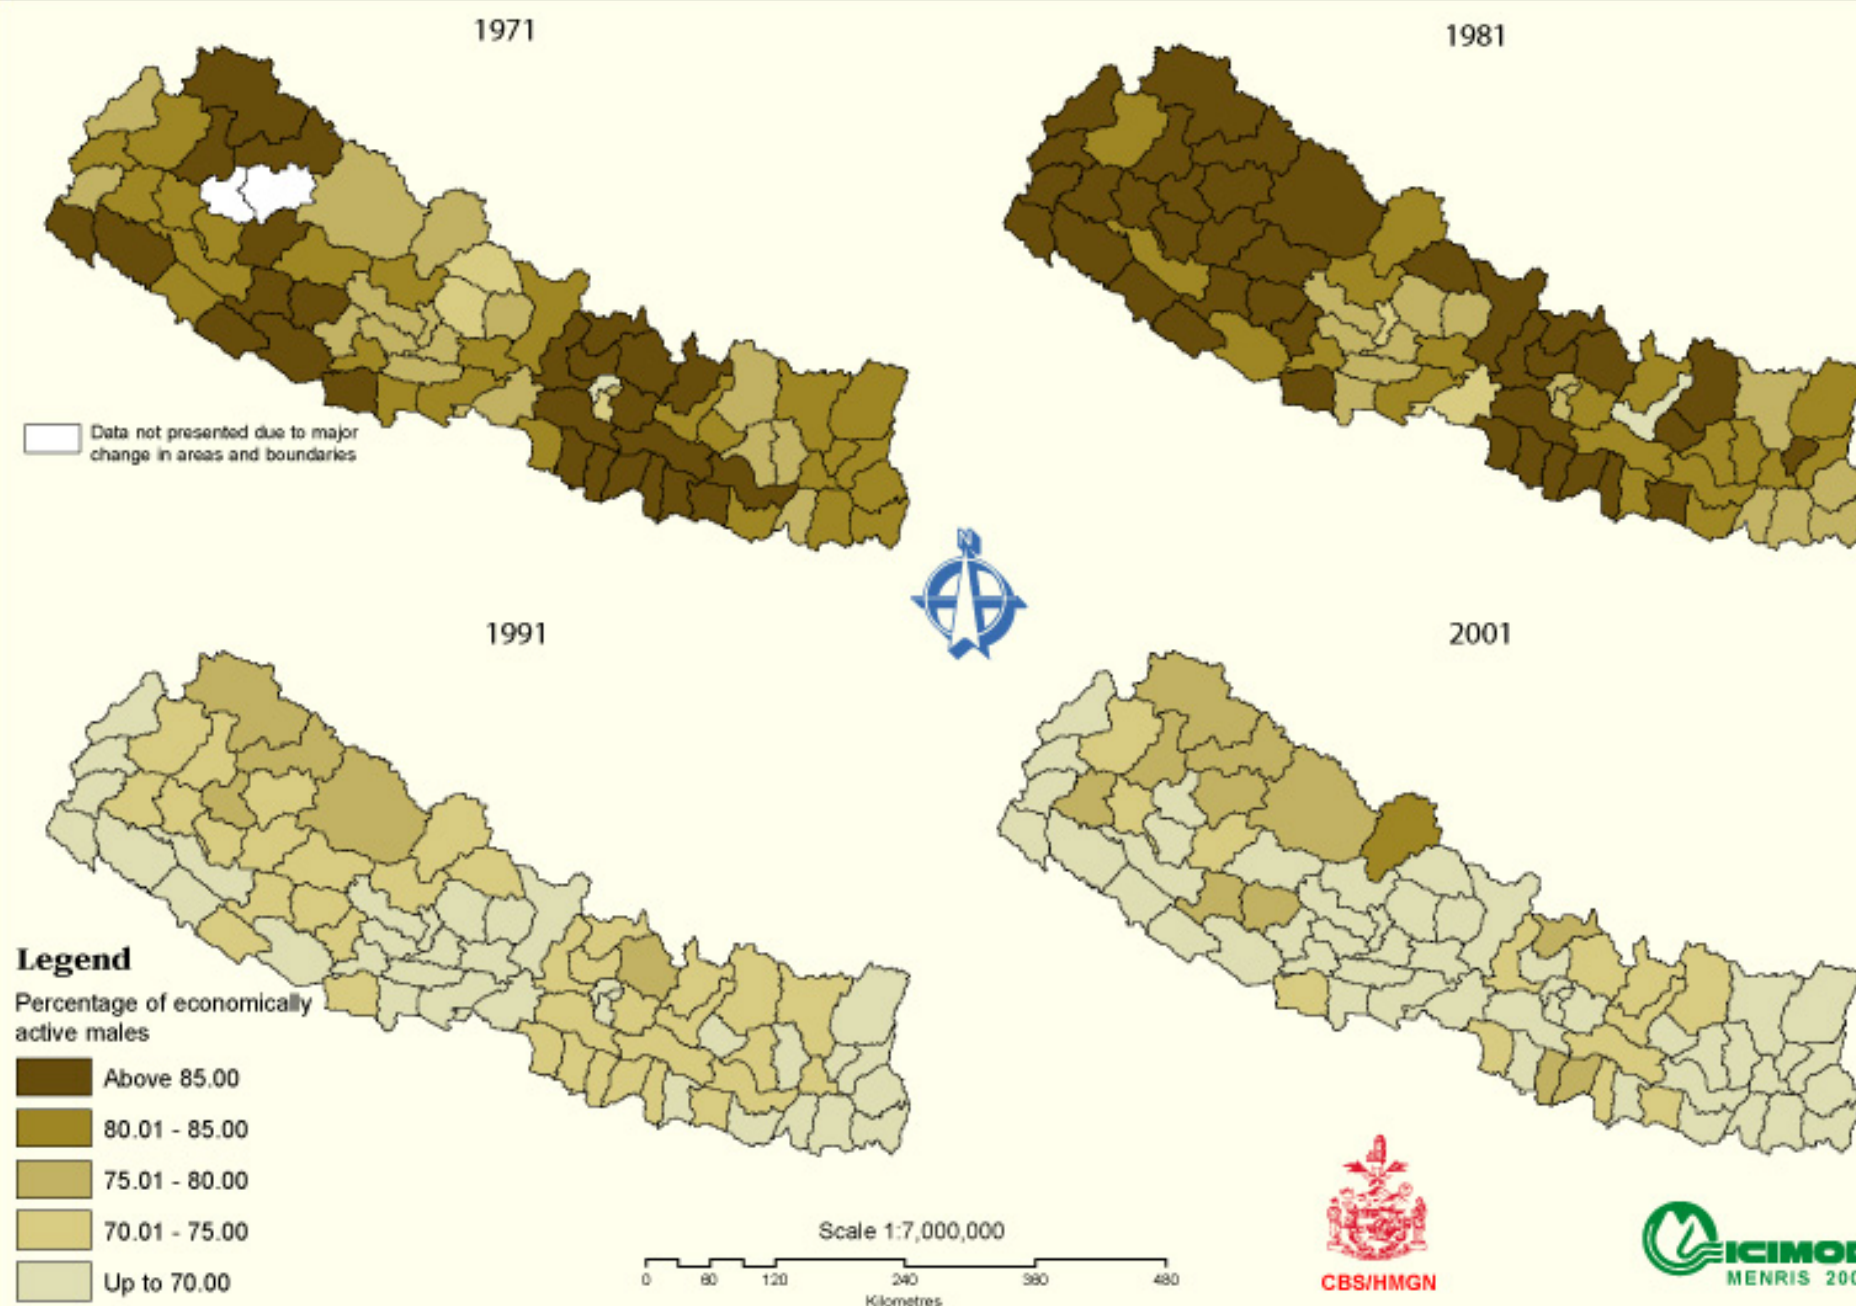 1971
1981
Data not presented due to major
change in areas and boundaries
N
1991
2001
Legend
Percentage of economically
active males
Above 85.00
80.01 - 85.00
75.01 - 80.00
70.01 - 75.00
Up to 70.00
Scale 1:7,000,000
0 60 120 240 360 480
Kilometres
CBS/HMGN
ICIMOD
MENRIS 200